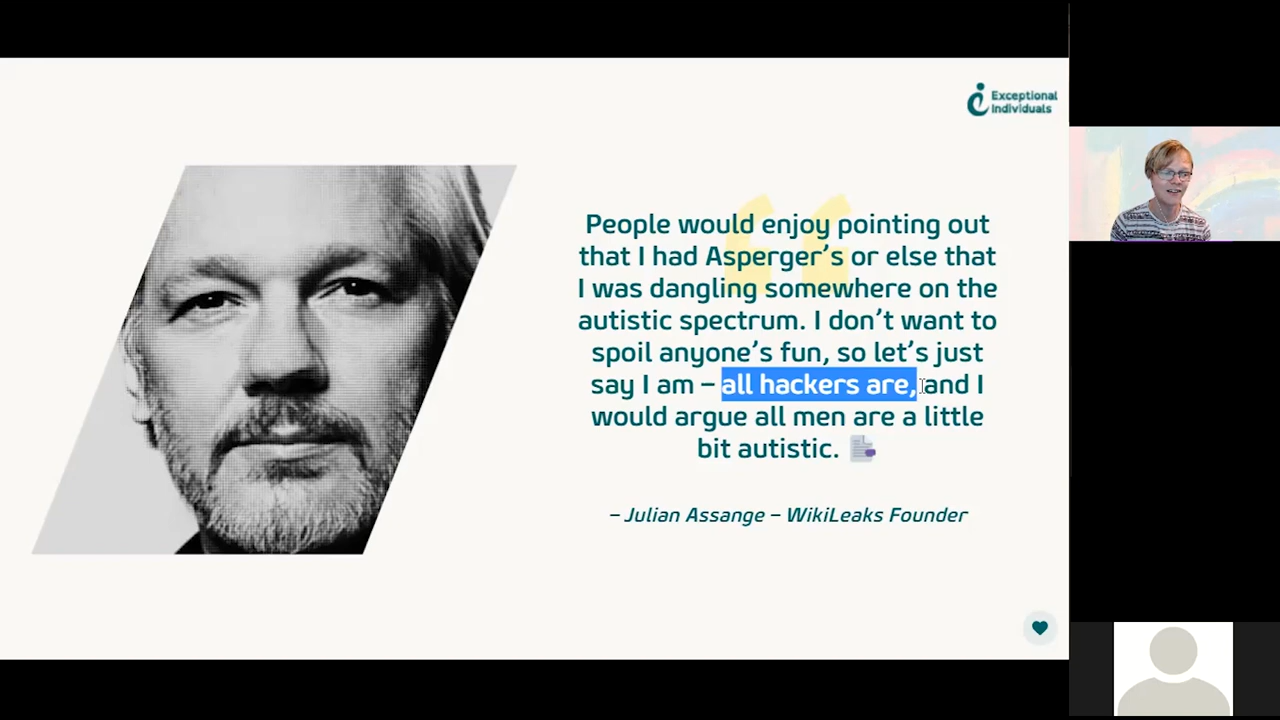 Exceptional
Individuals
People would enjoy pointing out
that I had Asperger’s or else that
I was dangling somewhere on the
autistic spectrum. I don’t want to
spoil anyone’s fun, so let’s just
say I am – all hackers are, and I
would argue all men are a little
bit autistic.
– Julian Assange – WikiLeaks Founder